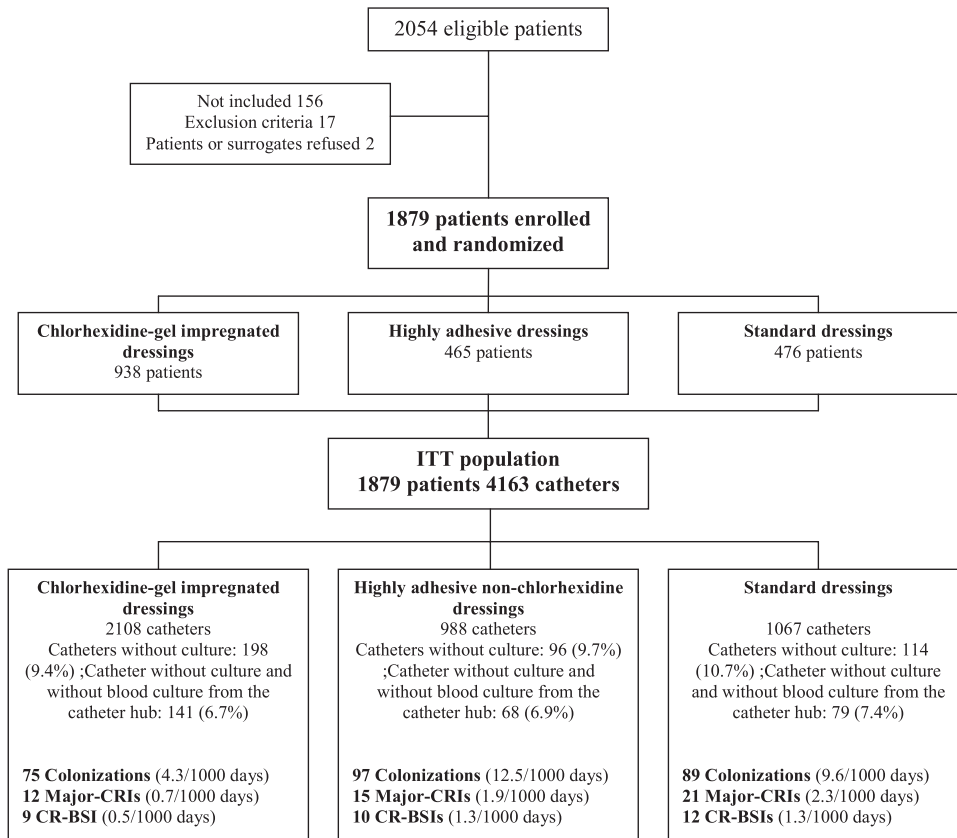 2054 eligible patients
Not included 156
Exclusion criteria 17
Patients or surrogates refused 2
1879 patients enrolled
and randomized
Chlorhexidine-gel impregnated
dressings
938 patients
Highly adhesive dressings
465 patients
Standard dressings
476 patients
ITT population
1879 patients 4163 catheters
Chlorhexidine-gel impregnated
dressings
2108 catheters
Catheters without culture: 198
(9.4%) ;Catheter without culture and
without blood culture from the
catheter hub: 141 (6.7%)
75 Colonizations (4.3/1000 days)
12 Major-CRIs (0.7/1000 days)
9 CR-BSI (0.5/1000 days)
Highly adhesive non-chlorhexidine
dressings
988 catheters
Catheters without culture: 96 (9.7%)
;Catheter without culture and
without blood culture from the
catheter hub: 68 (6.9%)
97 Colonizations (12.5/1000 days)
15 Major-CRIs (1.9/1000 days)
10 CR-BSIs (1.3/1000 days)
Standard dressings
1067 catheters
Catheters without culture: 114
(10.7%) ;Catheter without culture
and without blood culture from the
catheter hub: 79 (7.4%)
89 Colonizations (9.6/1000 days)
21 Major-CRIs (2.3/1000 days)
12 CR-BSIs (1.3/1000 days)